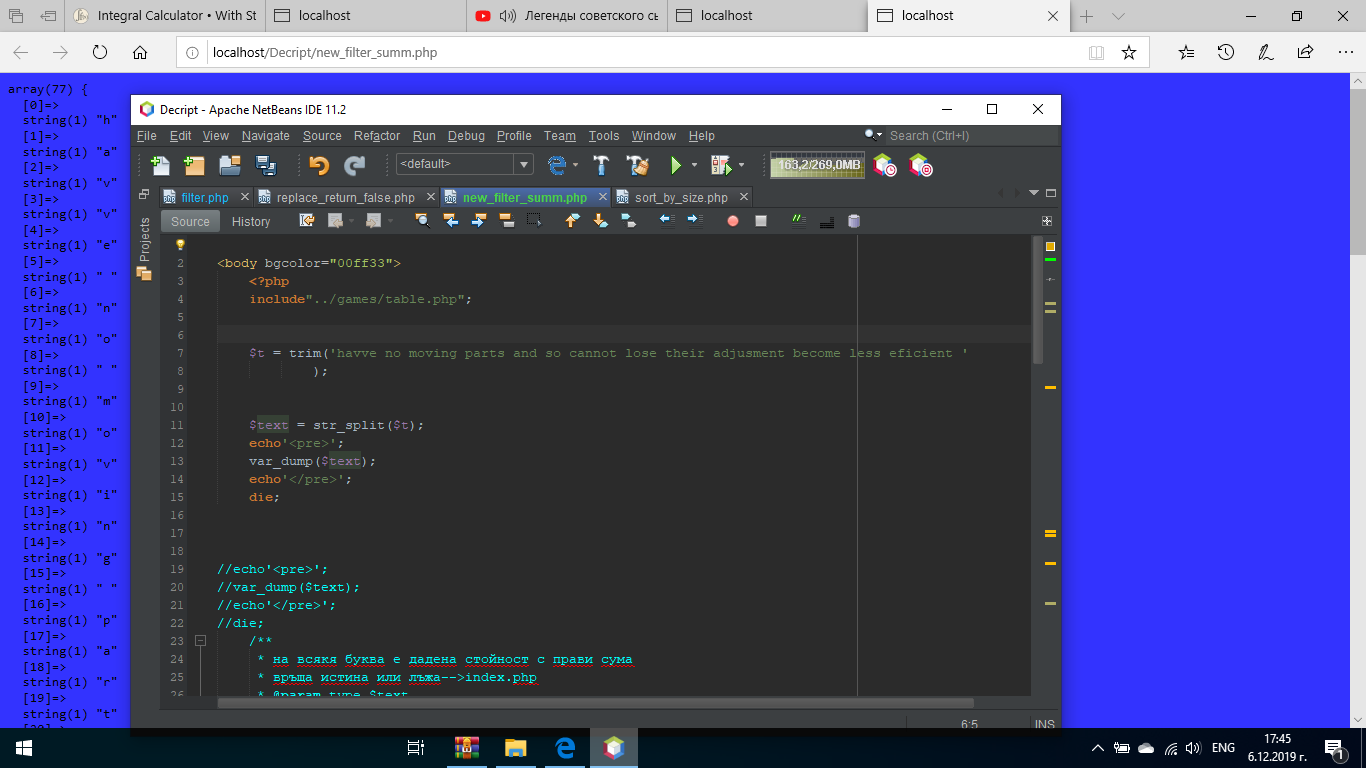 Integral Calculator • With St
localhost
Легенды советского сь
localhost
localhost
localhost/Decript/new_filter_summ.php
array(77) {
[0]=>
string(1) "h"
[1]=>
string(1) "a"
[2]=>
string(1) "v"
[3]=>
string(1) "v"
[4]=>
string(1) "e"
[5]=>
string(1) " "
[6]=>
string(1) "n"
[7]=>
string(1) "o"
[8]=>
string(1) " "
[9]=>
string(1) "m"
[10]=>
string(1) "o"
[11]=>
string(1) "v"
[12]=>
string(1) "i"
[13]=>
string(1) "n"
[14]=>
string(1) "g"
[15]=>
string(1) " "
[16]=>
string(1) "p"
[17]=>
string(1) "a"
[18]=>
string(1) "r"
[19]=>
string(1) "t"
Decript - Apache NetBeans IDE 11.2
File Edit View Navigate Source Refactor Run Debug Profile Team Tools Window Help
Search (Ctrl+I)
<default>
163,2/269,0MB
filter.php
replace_return_false.php
new_filter_summ.php
sort_by_size.php
Projects
Source
History
2 <body bgcolor="00ff33">
3 <?php
4 include"../games/table.php";
5
6
7 $t = trim('havve no moving parts and so cannot lose their adjusment become less eficient '
8 );
9
10
11 $text = str_split($t);
12 echo'<pre>';
13 var_dump($text);
14 echo'</pre>';
15 die;
16
17
18
19 //echo'<pre>';
20 //var_dump($text);
21 //echo'</pre>';
22 //die;
23 /**
24 * на всякя буква е дадена стойност с прави сума
25 * връща истина или лъжа-->index.php
26 * @param type $text
6:5
INS
ENG
17:45
6.12.2019 г.
1